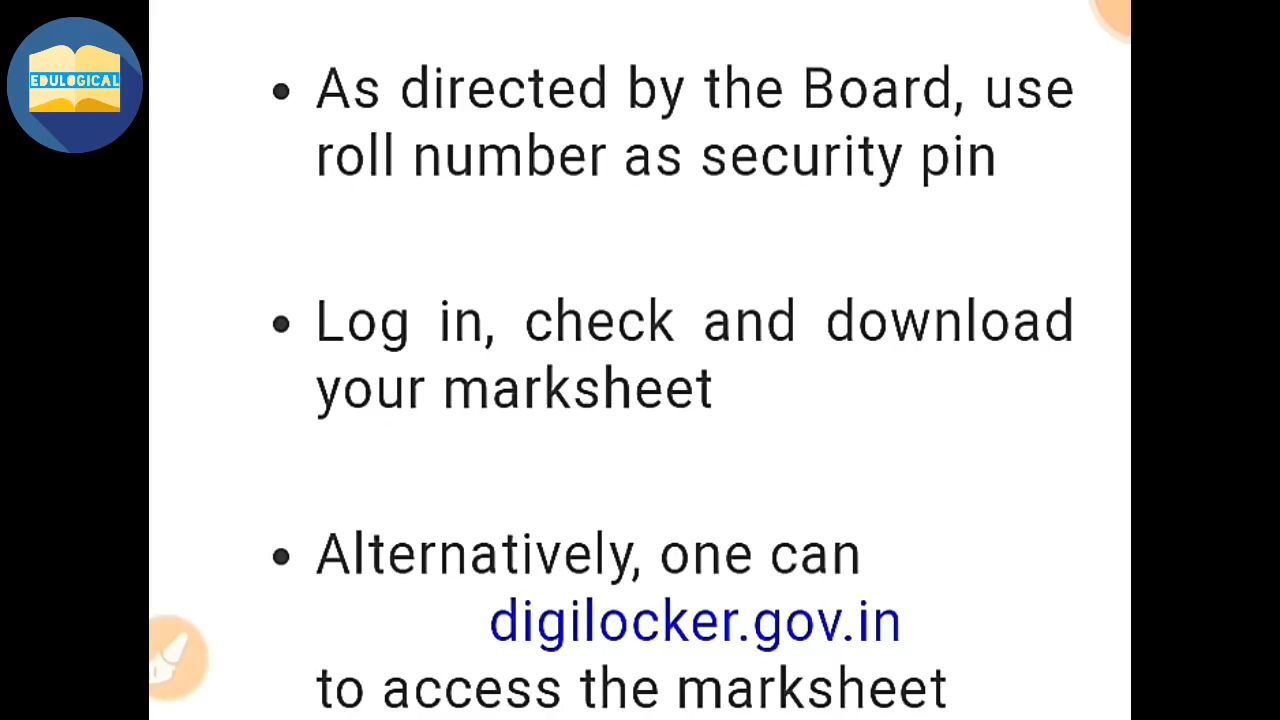 EDULOGICAL
As directed by the Board, use
roll number as security pin
Log in, check and download
your marksheet
Alternatively, one can
digilocker.gov.in
to access the marksheet